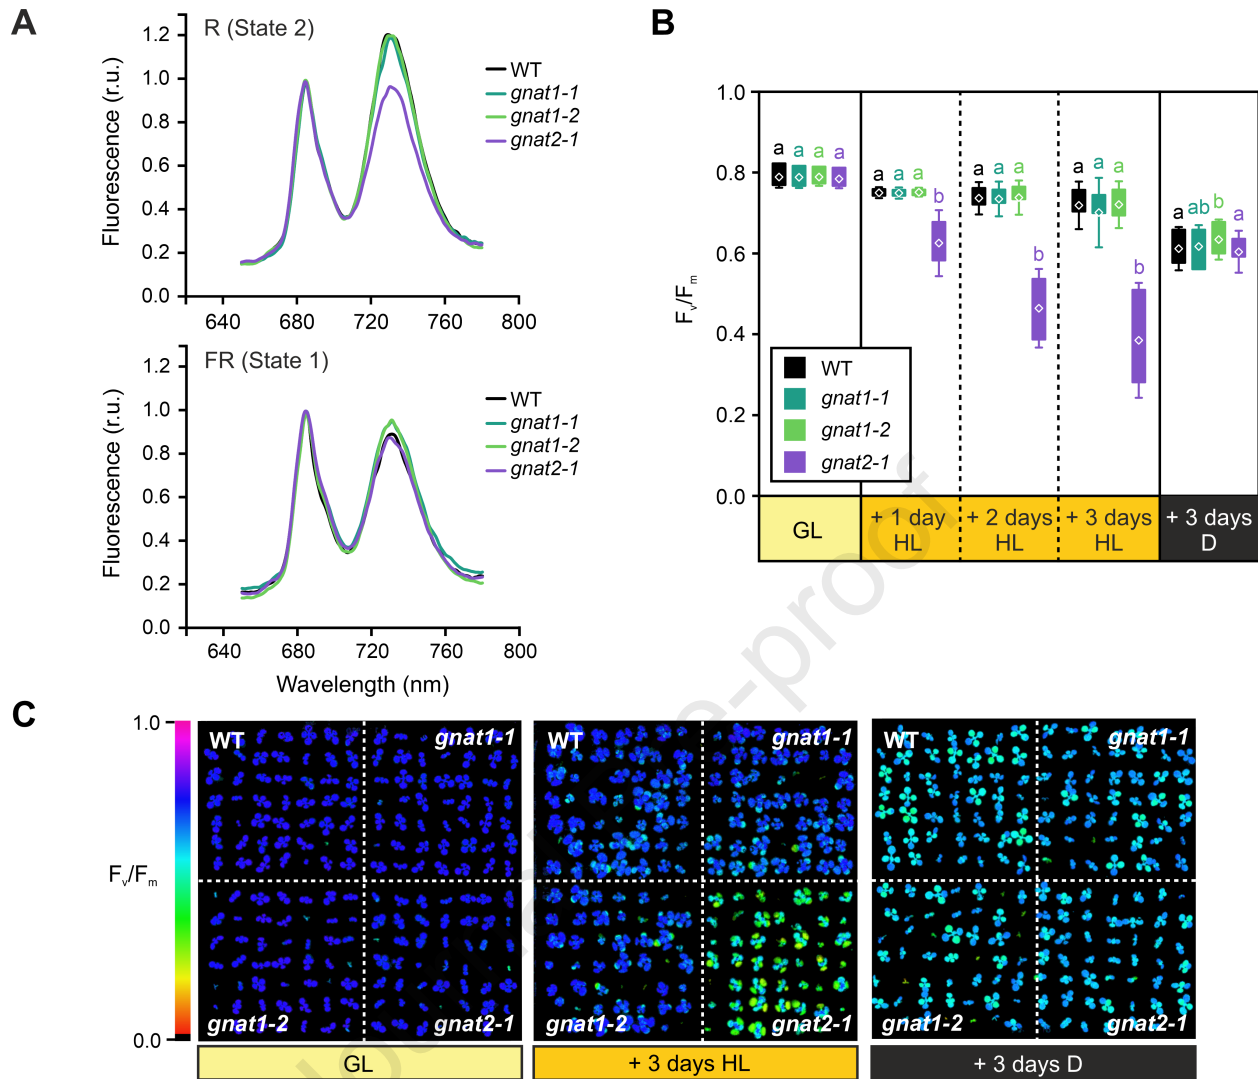 A
R (State 2)
Fluorescence (r.u.)
1.2
1.0
0.8
0.6
0.4
0.2
0.0
WT
gnat1-1
gnat1-2
gnat2-1
640
680
720
760
800
FR (State 1)
Fluorescence (r.u.)
1.2
1.0
0.8
0.6
0.4
0.2
0.0
WT
gnat1-1
gnat1-2
gnat2-1
640
680
720
760
800
Wavelength (nm)
B
Fv/Fm
1.0
0.8
0.6
0.4
0.2
0.0
a a a a
a a a b
a a a b
a a a b
a ab b a
WT
gnat1-1
gnat1-2
gnat2-1
GL
+ 1 day
HL
+ 2 days
HL
+ 3 days
HL
+ 3 days
D
C
1.0
Fv/Fm
0.0
WT
gnat1-1
gnat1-2
gnat2-1
GL
WT
gnat1-1
gnat1-2
gnat2-1
+ 3 days HL
WT
gnat1-1
gnat1-2
gnat2-1
+ 3 days D
e-proof